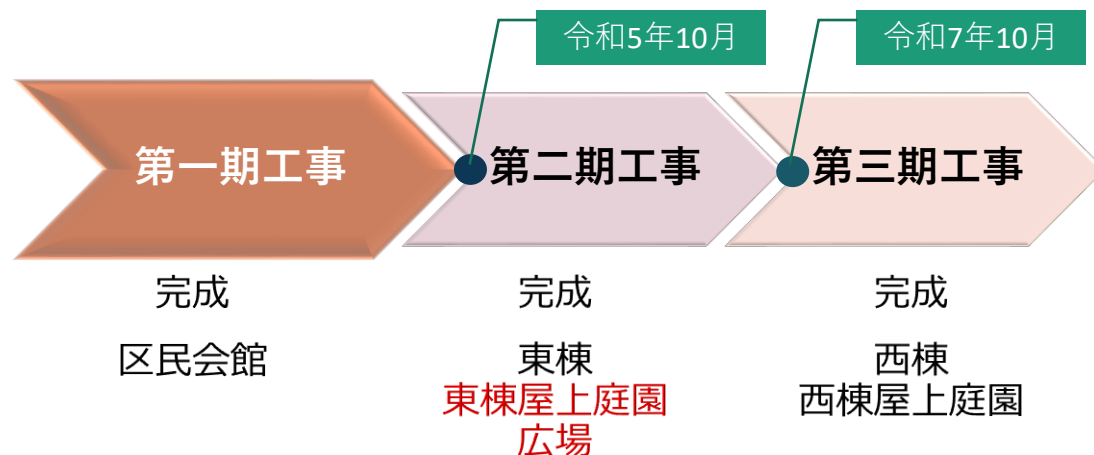 令和5年10月
令和7年10月
第一期工事
第二期工事
第三期工事
完成
完成
完成
区民会館
東棟
東棟屋上庭園
広場
西棟
西棟屋上庭園